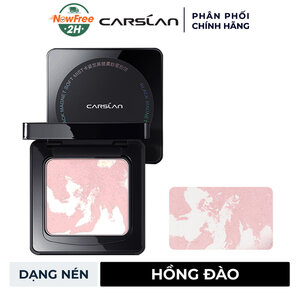 NowFree
2H
CARSLAN
PHÂN PHỐI
CHÍNH HÃNG
CARSLAN
DẠNG NÉN
HỒNG ĐÀO